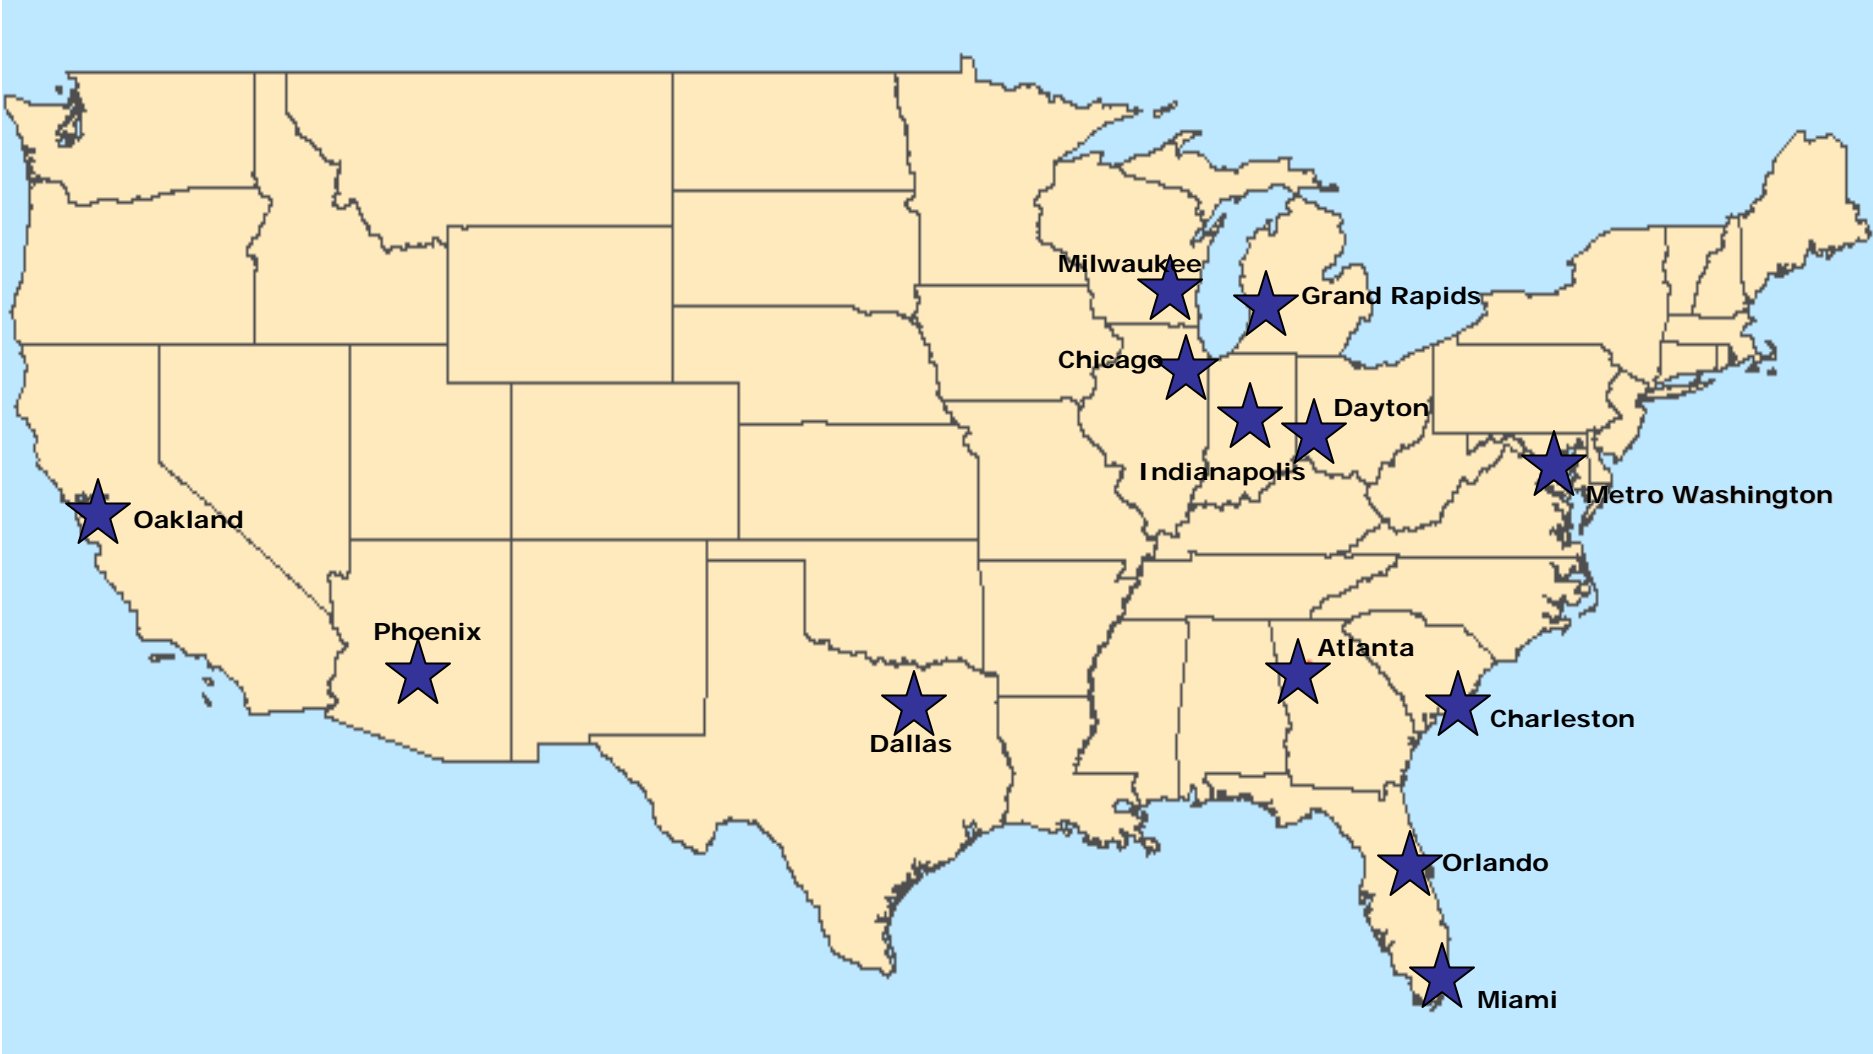 Milwaukee
Grand Rapids
Chicago
Dayton
Indianapolis
Metro Washington
Oakland
Phoenix
Atlanta
Charleston
Dallas
Orlando
Miami